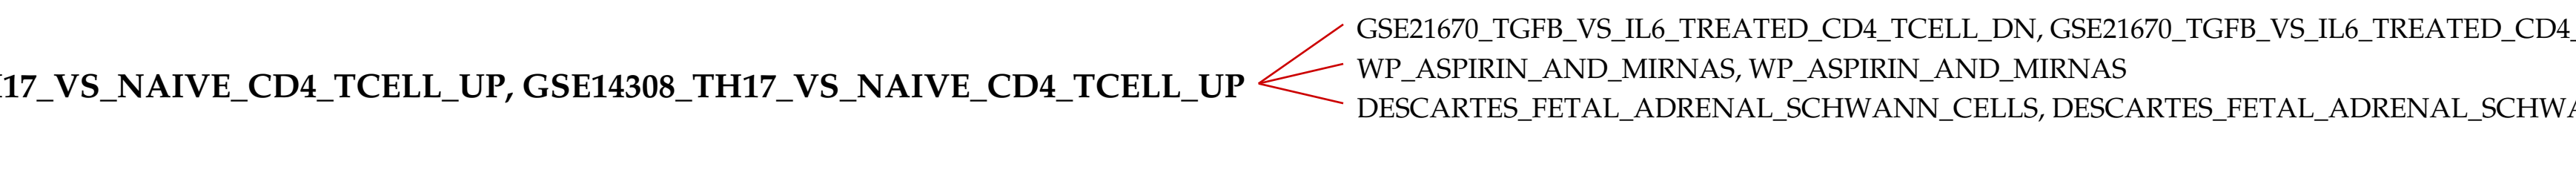 GSE21670_TGFB_VS_IL6_TREATED_CD4_TCELL_DN, GSE21670_TGFB_VS_IL6_TREATED_CD4_
17_VS_NAIVE_CD4_TCELL_UP, GSE14308_TH17_VS_NAIVE_CD4_TCELL_UP
WP_ASPIRIN_AND_MIRNAS, WP_ASPIRIN_AND_MIRNAS
DESCARTES_FETAL_ADRENAL_SCHWANN_CELLS, DESCARTES_FETAL_ADRENAL_SCHWA